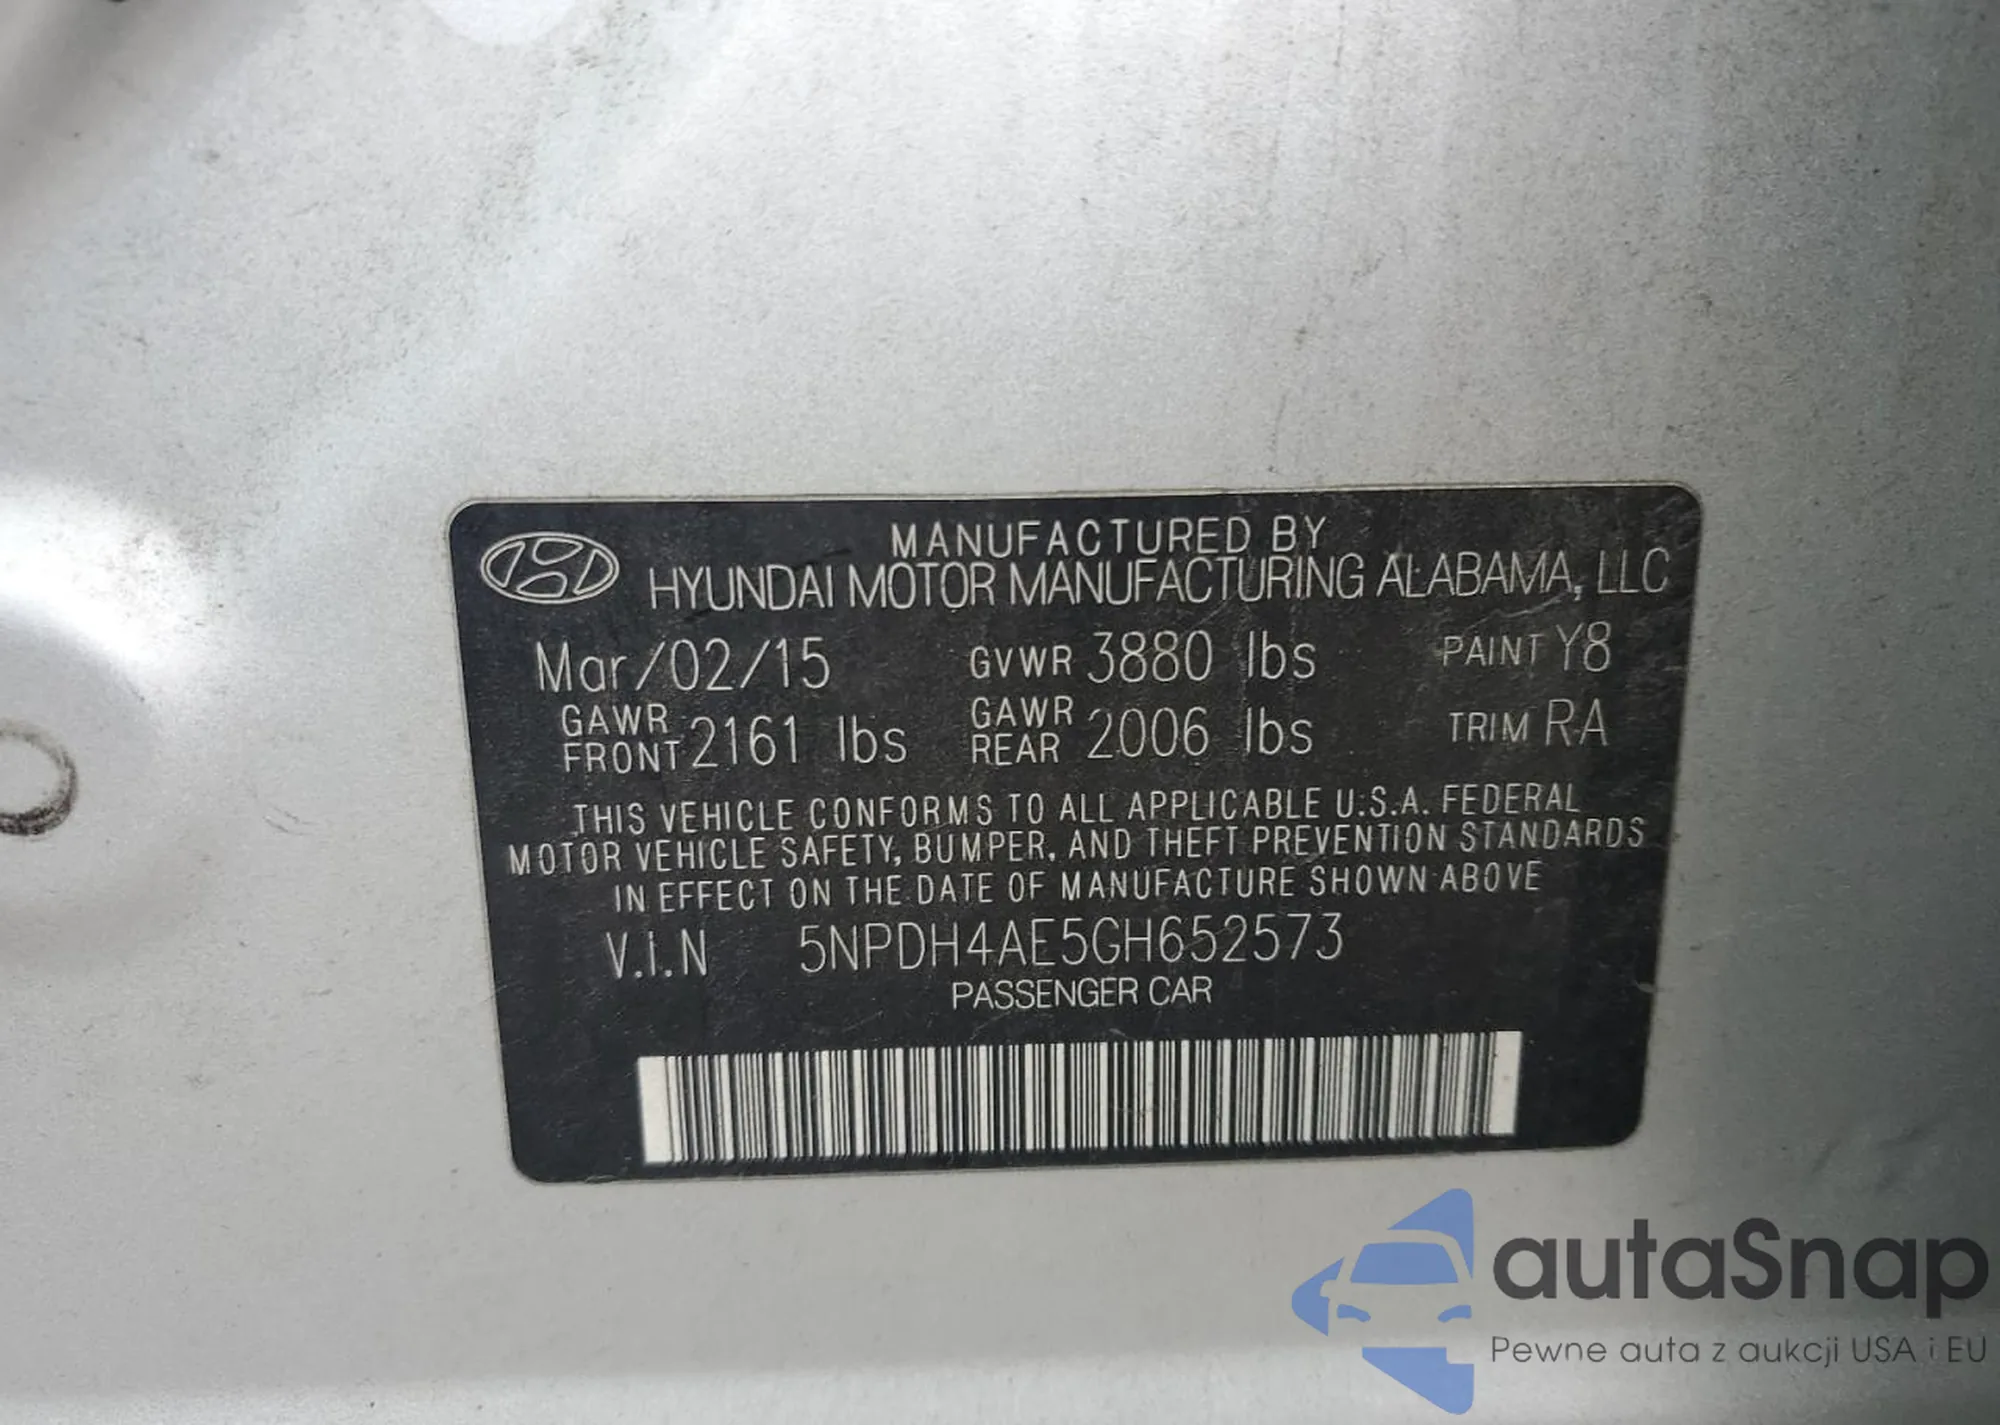 MANUFACTURED BY
HYUNDAI MOTOR MANUFACTURING ALABAMA, LLC
Mar/02/15 GVWR 3880 lbs PAINT Y8
GAWR FRONT 2161 lbs GAWR REAR 2006 lbs TRIM RA
THIS VEHICLE CONFORMS TO ALL APPLICABLE U.S.A. FEDERAL
MOTOR VEHICLE SAFETY, BUMPER, AND THEFT PREVENTION STANDARDS
IN EFFECT ON THE DATE OF MANUFACTURE SHOWN ABOVE
V.I.N 5NPDH4AE5GH652573
PASSENGER CAR
autaSnap
Pewne auta z aukcji USA i EU